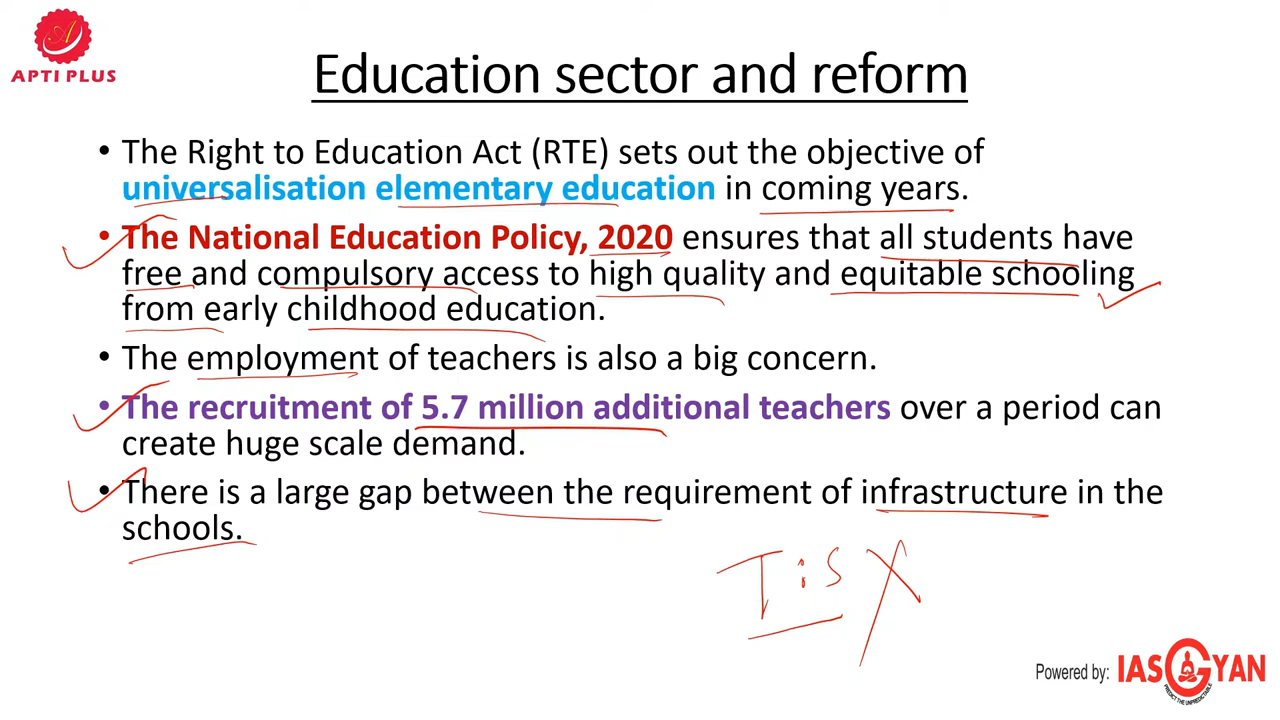 APTI PLUS
Education sector and reform
• The Right to Education Act (RTE) sets out the objective of
universalisation elementary education in coming years.
• The National Education Policy, 2020 ensures that all students have
free and compulsory access to high quality and equitable schooling
from early childhood education.
• The employment of teachers is also a big concern.
• The recruitment of 5.7 million additional teachers over a period can
create huge scale demand.
• There is a large gap between the requirement of infrastructure in the
schools.
T:S X
Powered by: IASGYAN
PREDICT THE UNPREDICTABLE